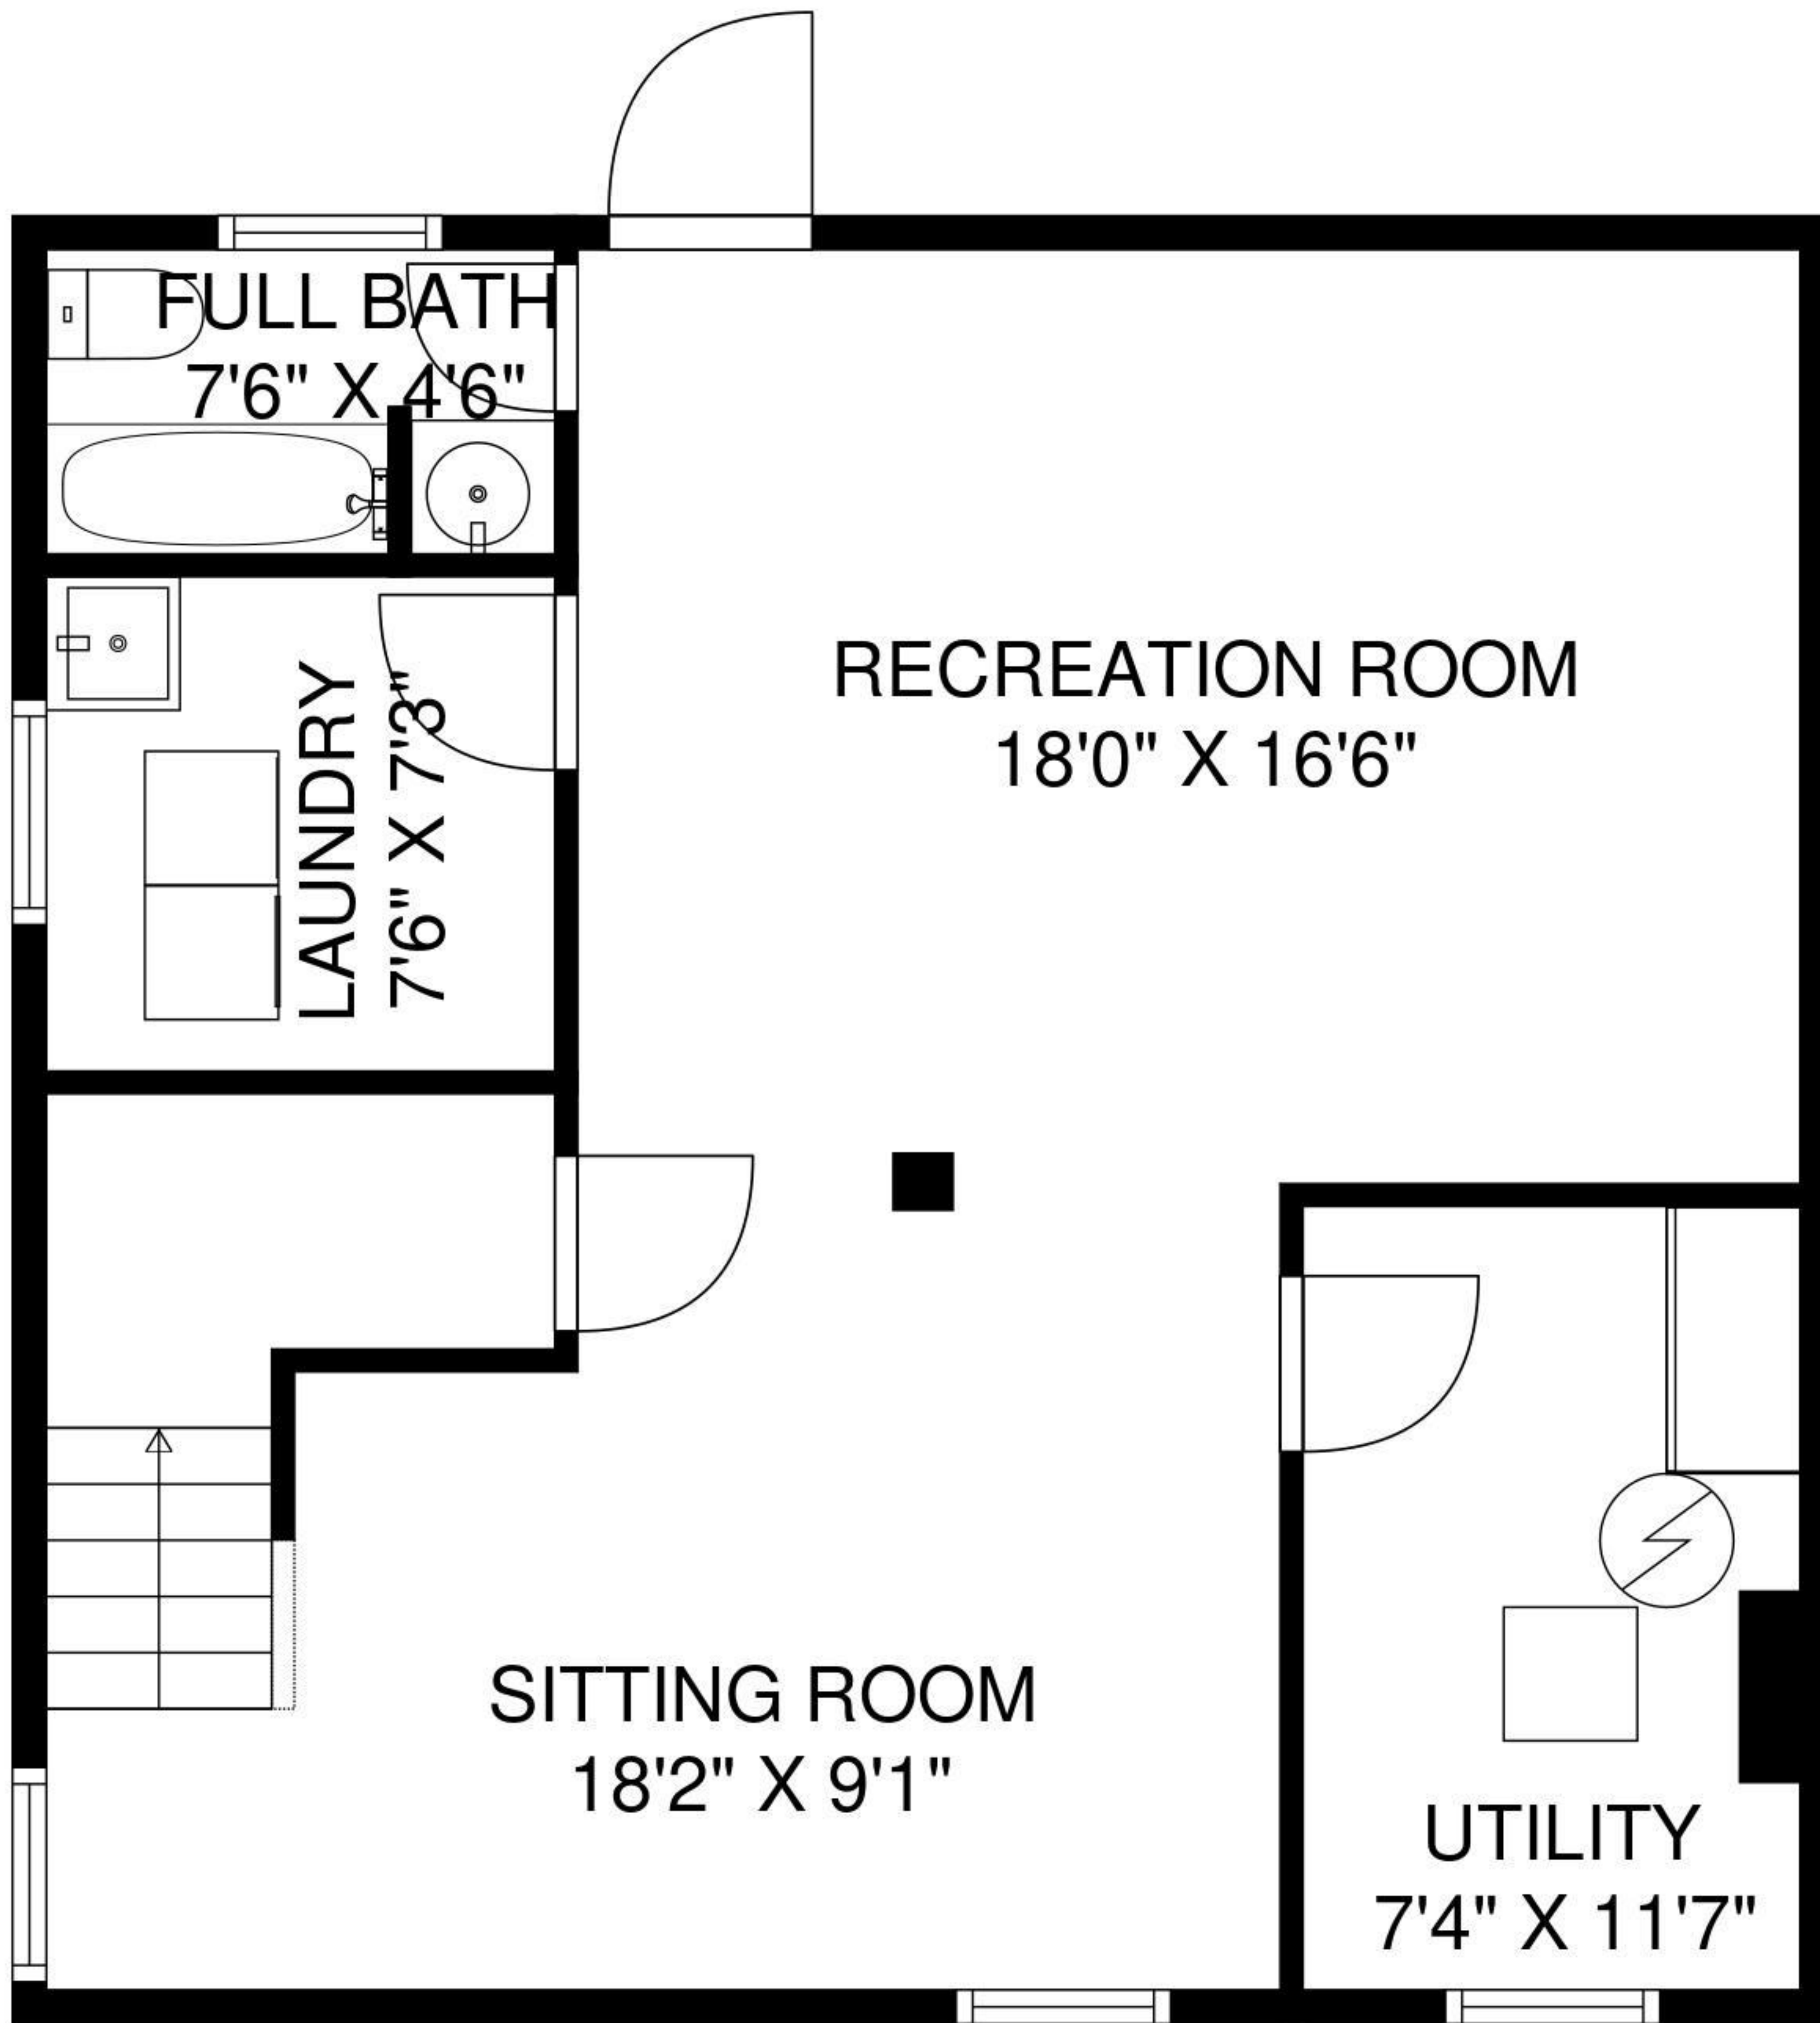 FULL BATH
7'6" X 4'6"
RECREATION ROOM
18'0" X 16'6"
LAUNDRY
7'6" X 7'3"
SITTING ROOM
18'2" X 9'1"
UTILITY
7'4" X 11'7"